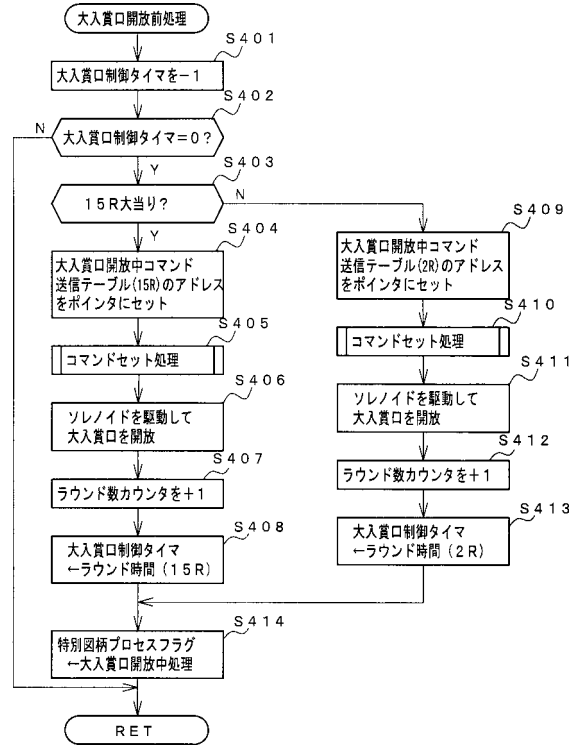 大入賞口開放前処理
S401
大入賞口制御タイマを－1
S402
N
大入賞口制御タイマ＝0？
Y
S403
15R大当り？
N
Y
S404
大入賞口開放中コマンド
送信テーブル(15R)のアドレス
をポインタにセット
S405
コマンドセット処理
S406
ソレノイドを駆動して
大入賞口を開放
S407
ラウンド数カウンタを＋1
S408
大入賞口制御タイマ
←ラウンド時間(15R)
S409
大入賞口開放中コマンド
送信テーブル(2R)のアドレス
をポインタにセット
S410
コマンドセット処理
S411
ソレノイドを駆動して
大入賞口を開放
S412
ラウンド数カウンタを＋1
S413
大入賞口制御タイマ
←ラウンド時間(2R)
S414
特別図柄プロセスフラグ
←大入賞口開放中処理
RET